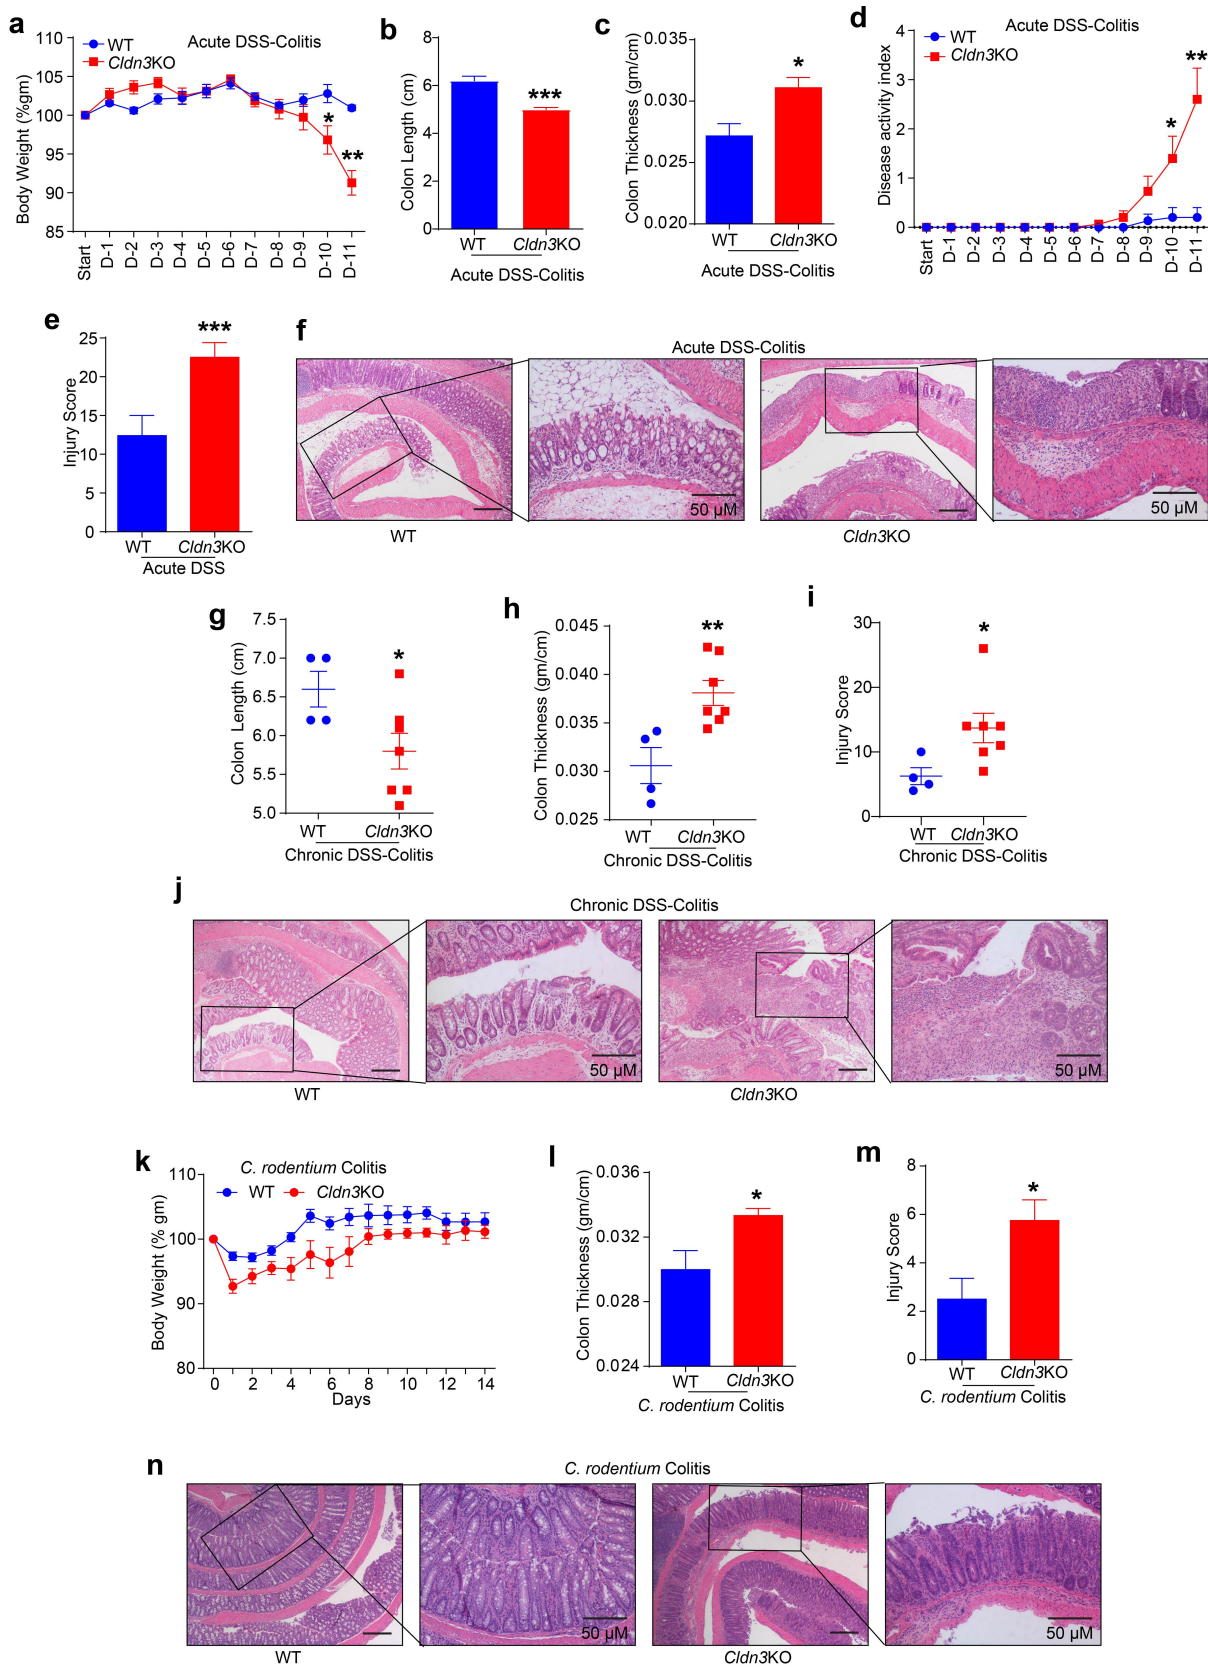 a
Acute DSS-Colitis
WT
Cldn3KO
Body Weight (%gm)
110
105
100
95
90
85
*
**
Start
D-1
D-2
D-3
D-4
D-5
D-6
D-7
D-8
D-9
D-10
D-11
b
Colon Length (cm)
8
6
4
2
0
***
WT
Cldn3KO
Acute DSS-Colitis
c
Colon Thickness (gm/cm)
0.035
0.030
0.025
0.020
*
WT
Cldn3KO
Acute DSS-Colitis
d
Acute DSS-Colitis
WT
Cldn3KO
Disease activity index
4
3
2
1
0
*
**
Start
D-1
D-2
D-3
D-4
D-5
D-6
D-7
D-8
D-9
D-10
D-11
e
Injury Score
25
20
15
10
5
0
***
WT
Cldn3KO
Acute DSS
f
Acute DSS-Colitis
50 µM
50 µM
WT
Cldn3KO
g
Colon Length (cm)
7.5
7.0
6.5
6.0
5.5
5.0
*
WT
Cldn3KO
Chronic DSS-Colitis
h
Colon Thickness (gm/cm)
0.045
0.040
0.035
0.030
0.025
**
WT
Cldn3KO
Chronic DSS-Colitis
i
Injury Score
30
20
10
0
*
WT
Cldn3KO
Chronic DSS-Colitis
j
Chronic DSS-Colitis
50 µM
50 µM
WT
Cldn3KO
k
C. rodentium Colitis
WT
Cldn3KO
Body Weight (% gm)
110
100
90
80
0
2
4
6
8
10
12
14
Days
l
Colon Thickness (gm/cm)
0.036
0.032
0.028
0.024
*
WT
Cldn3KO
C. rodentium Colitis
m
Injury Score
8
6
4
2
0
*
WT
Cldn3KO
C. rodentium Colitis
n
C. rodentium Colitis
50 µM
50 µM
WT
Cldn3KO